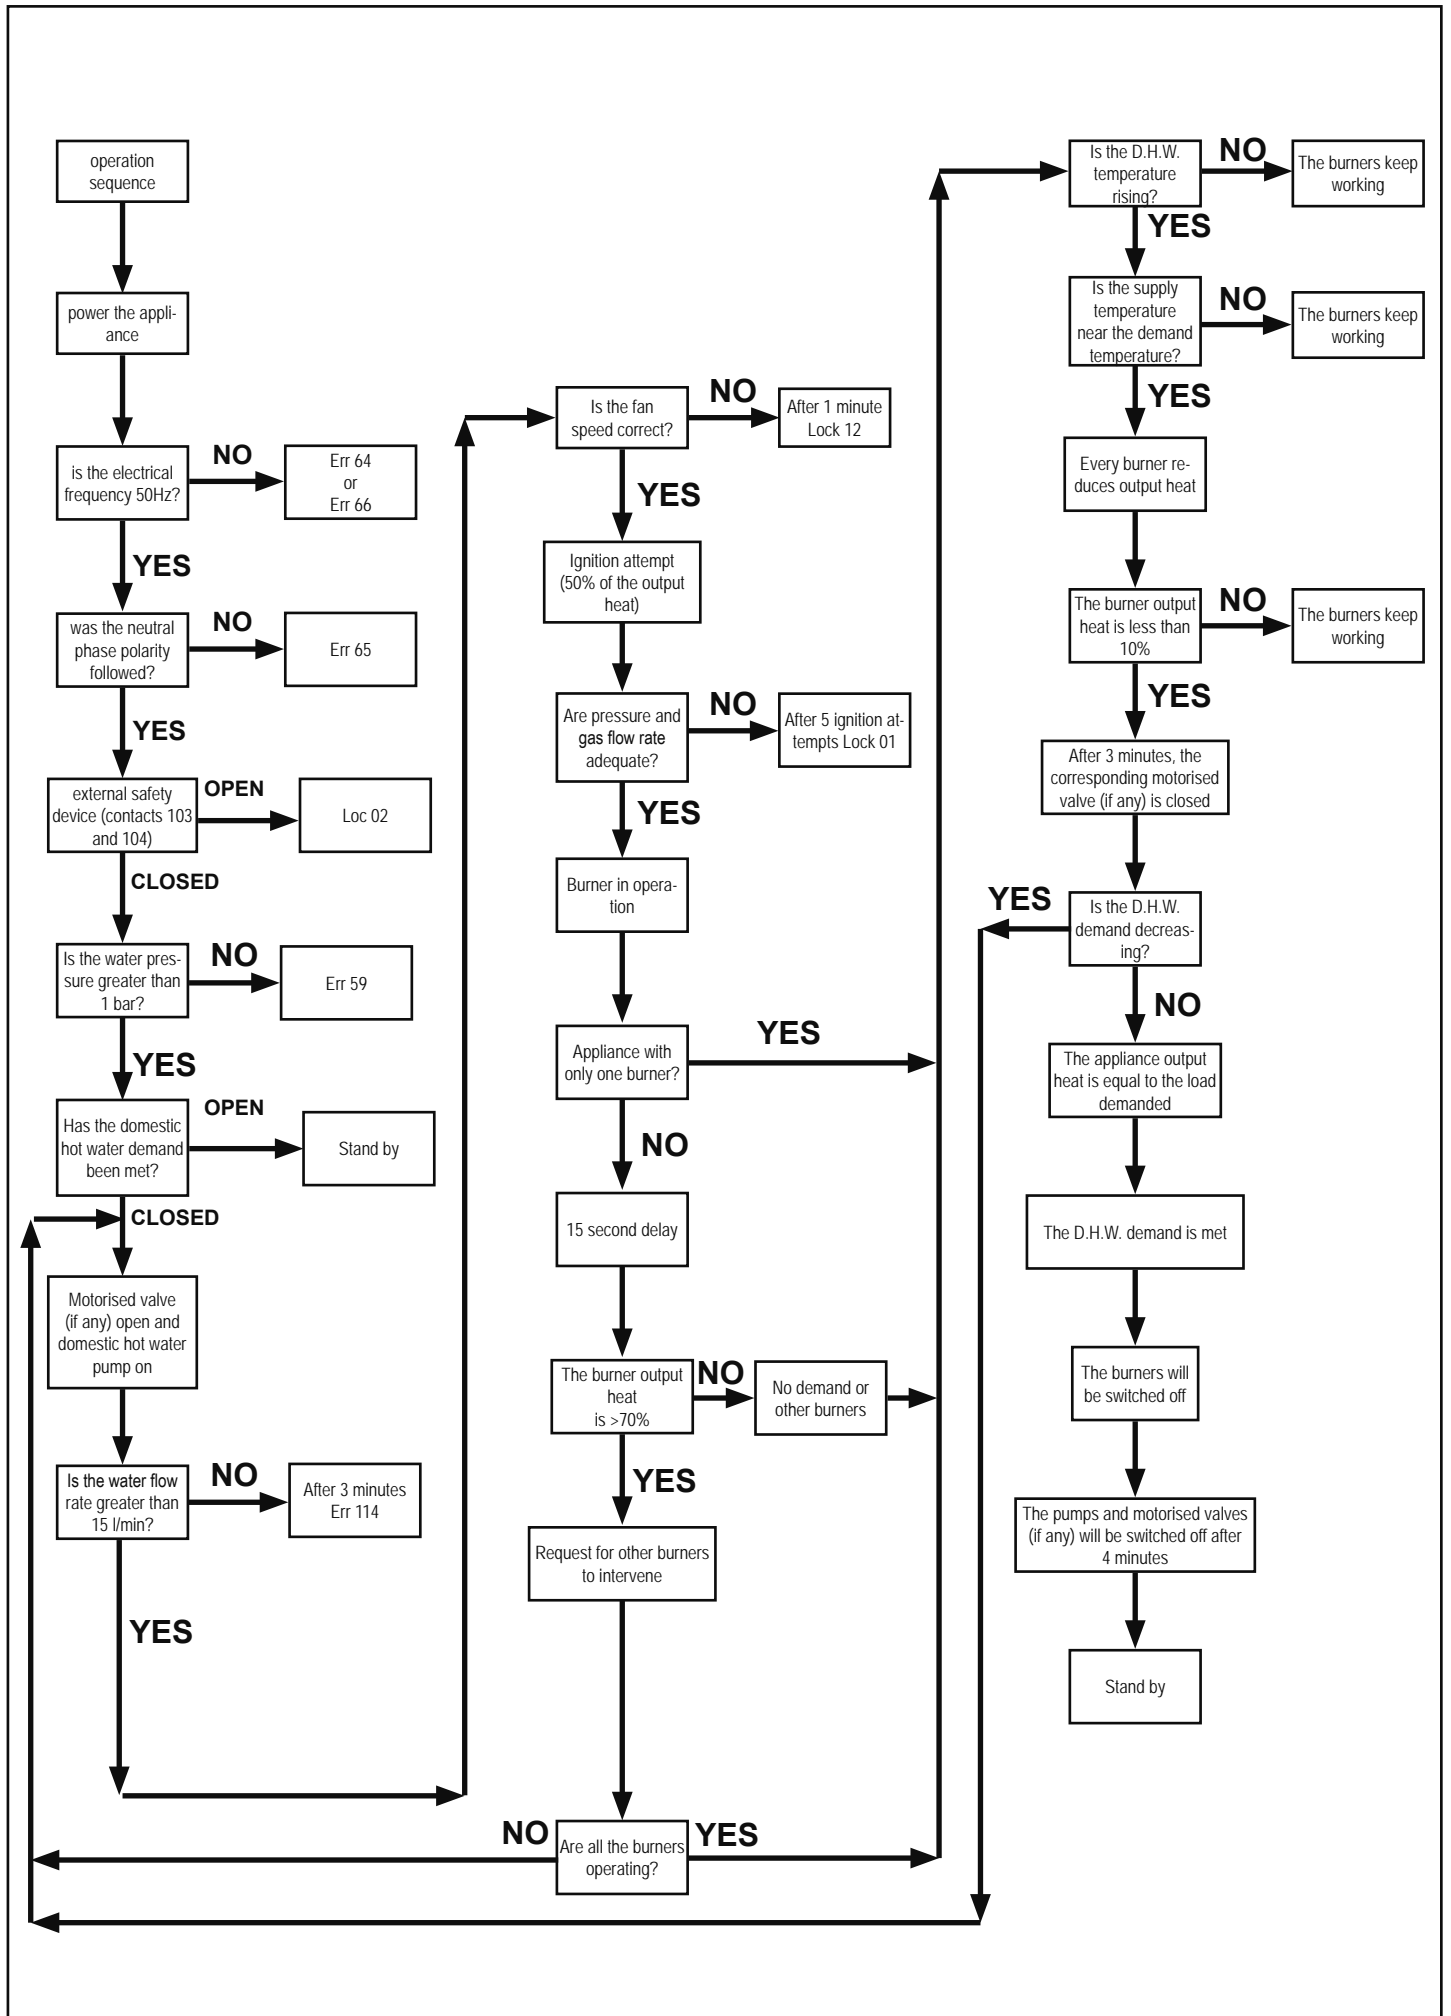 operation
sequence
power the appli-
ance
is the electrical
frequency 50Hz?
NO
Err 64
or
Err 66
YES
was the neutral
phase polarity
followed?
NO
Err 65
YES
external safety
device (contacts 103
and 104)
OPEN
Loc 02
CLOSED
Is the water pres-
sure greater than
1 bar?
NO
Err 59
YES
Has the domestic
hot water demand
been met?
OPEN
Stand by
CLOSED
Motorised valve
(if any) open and
domestic hot water
pump on
Is the water flow
rate greater than
15 l/min?
NO
After 3 minutes
Err 114
YES
Is the fan
speed correct?
NO
After 1 minute
Lock 12
YES
Ignition attempt
(50% of the output
heat)
Are pressure and
gas flow rate
adequate?
NO
After 5 ignition at-
tempts Lock 01
YES
Burner in opera-
tion
Appliance with
only one burner?
YES
NO
15 second delay
The burner output
heat
is >70%
NO
No demand or
other burners
YES
Request for other burners
to intervene
Are all the burners
operating?
NO
YES
Is the D.H.W.
temperature
rising?
NO
The burners keep
working
YES
Is the supply
temperature
near the demand
temperature?
NO
The burners keep
working
YES
Every burner re-
duces output heat
The burner output
heat is less than
10%
NO
The burners keep
working
YES
After 3 minutes, the
corresponding motorised
valve (if any) is closed
Is the D.H.W.
demand decreas-
ing?
YES
NO
The appliance output
heat is equal to the load
demanded
The D.H.W. demand is met
The burners will
be switched off
The pumps and motorised valves
(if any) will be switched off after
4 minutes
Stand by